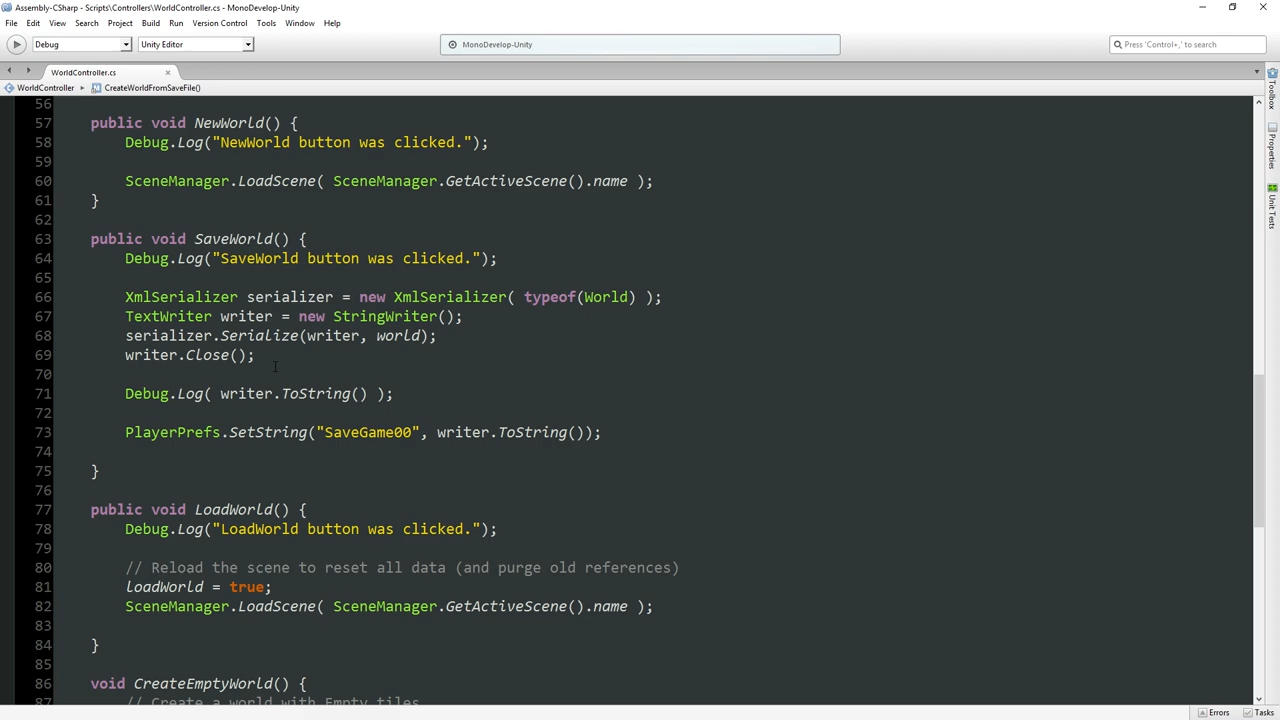 Assembly-CSharp - Scripts\Controllers\WorldController.cs - MonoDevelop-Unity
File Edit View Search Project Build Run Version Control Tools Window Help
Debug Unity Editor MonoDevelop-Unity Press 'Control+,' to search
WorldController.cs
WorldController CreateWorldFromSaveFile()
Toolbox
Properties
Unit Tests
56
57 public void NewWorld() {
58 Debug.Log("NewWorld button was clicked.");
59
60 SceneManager.LoadScene( SceneManager.GetActiveScene().name );
61 }
62
63 public void SaveWorld() {
64 Debug.Log("SaveWorld button was clicked.");
65
66 XmlSerializer serializer = new XmlSerializer( typeof(World) );
67 TextWriter writer = new StringWriter();
68 serializer.Serialize(writer, world);
69 writer.Close();
70
71 Debug.Log( writer.ToString() );
72
73 PlayerPrefs.SetString("SaveGame00", writer.ToString());
74
75 }
76
77 public void LoadWorld() {
78 Debug.Log("LoadWorld button was clicked.");
79
80 // Reload the scene to reset all data (and purge old references)
81 loadWorld = true;
82 SceneManager.LoadScene( SceneManager.GetActiveScene().name );
83
84 }
85
86 void CreateEmptyWorld() {
87 // Create a world with Empty tiles
Errors Tasks